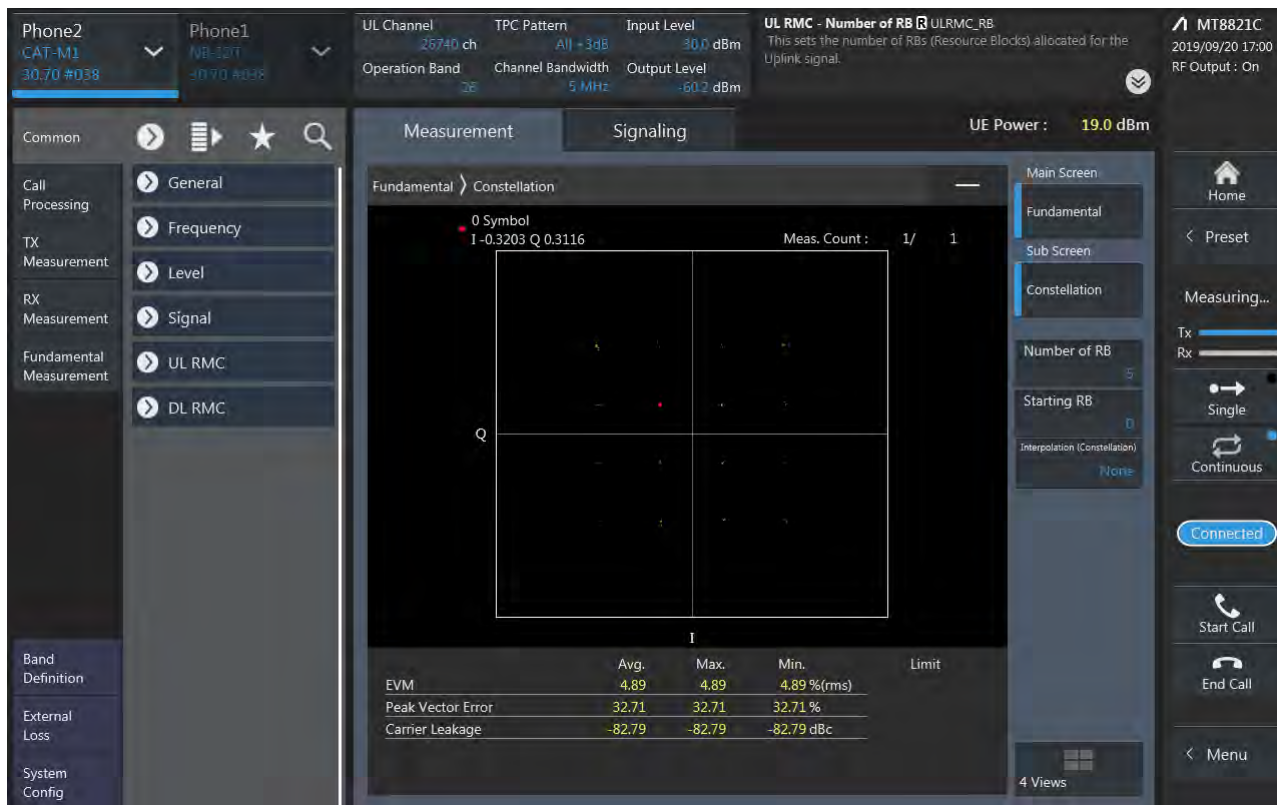 Phone2
CAT-M1
30.70 #038
Phone1
NB-IOT
30.70 #038
UL Channel
26740 ch
TPC Pattern
All +3dB
Input Level
30.0 dBm
Operation Band
26
Channel Bandwidth
5 MHz
Output Level
-60.2 dBm
UL RMC - Number of RB R ULRMC_RB
This sets the number of RBs (Resource Blocks) allocated for the
Uplink signal.
MT8821C
2019/09/20 17:00
RF Output : On
Common
Call
Processing
TX
Measurement
RX
Measurement
Fundamental
Measurement
Band
Definition
External
Loss
System
Config
General
Frequency
Level
Signal
UL RMC
DL RMC
Measurement
Signaling
UE Power : 19.0 dBm
Fundamental 〉 Constellation
0 Symbol
I -0.3203 Q 0.3116
Meas. Count : 1/ 1
Q
I
Avg. Max. Min. Limit
EVM 4.89 4.89 4.89 %(rms)
Peak Vector Error 32.71 32.71 32.71 %
Carrier Leakage -82.79 -82.79 -82.79 dBc
Main Screen
Fundamental
Sub Screen
Constellation
Number of RB
5
Starting RB
0
Interpolation (Constellation)
None
4 Views
Home
< Preset
Measuring...
Tx
Rx
Single
Continuous
Connected
Start Call
End Call
< Menu